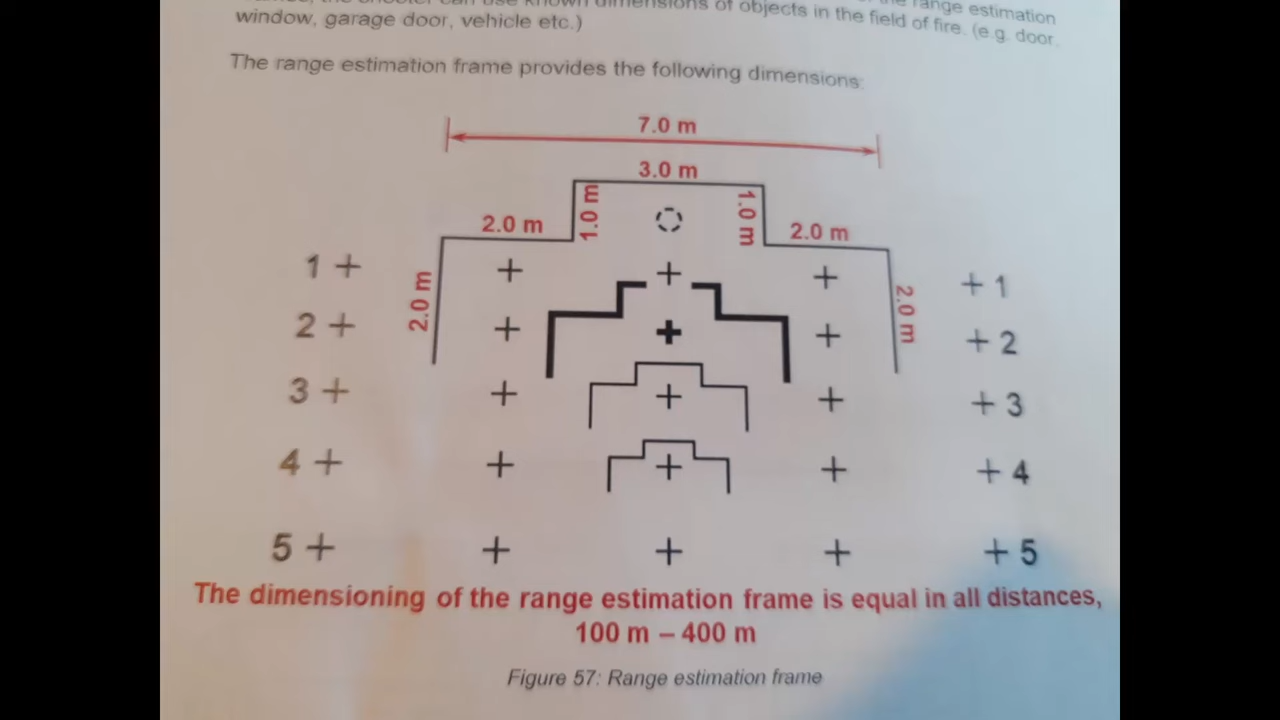 dimensions of objects in the field of fire. (e.g. door,
window, garage door, vehicle etc.)
range estimation
The range estimation frame provides the following dimensions:
7.0 m
3.0 m
1.0 m
1.0 m
2.0 m
2.0 m
2.0 m
2.0 m
1 + + + + + 1
2 + + + + + 2
3 + + + + + 3
4 + + + + + 4
5 + + + + + 5
The dimensioning of the range estimation frame is equal in all distances,
100 m – 400 m
Figure 57: Range estimation frame